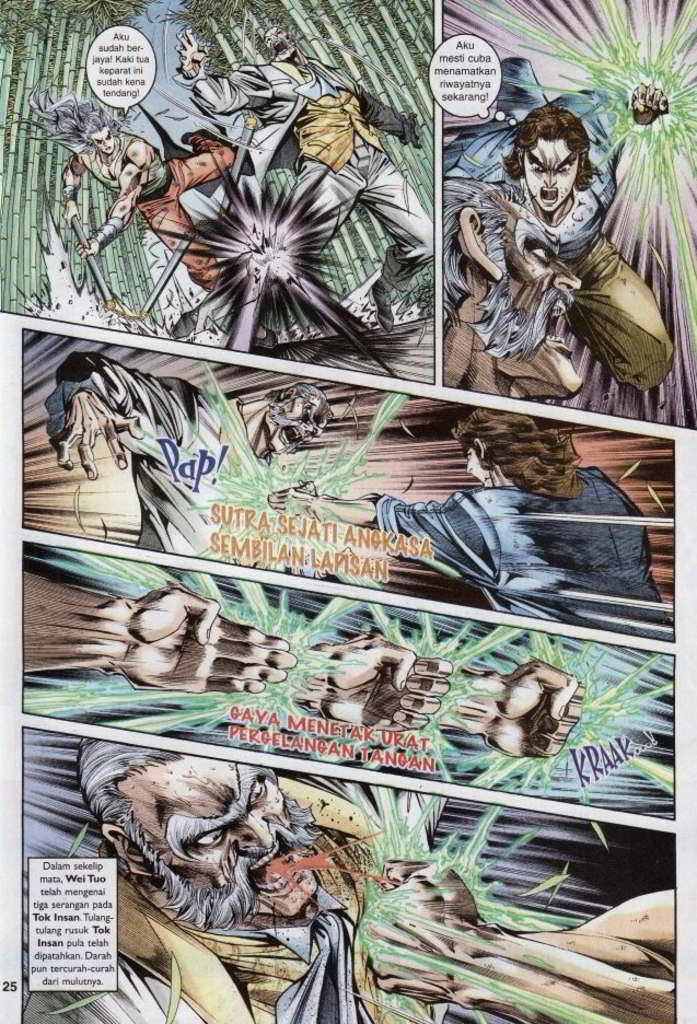 Aku
sudah ber-
jaya! Kaki tua
keparat ini
sudah kena
tendang!
Aku
mesti cuba
menamatkan
riwayatnya
sekarang!
Pap!
SUTRA SEJATI ANGKASA
SEMBILAN LAPISAN
GAYA MENETAK URAT
PERGELANGAN TANGAN
KRAAK....!
Dalam sekelip
mata, Wei Tuo
telah mengenai
tiga serangan pada
Tok Insan. Tulang-
tulang rusuk Tok
Insan pula telah
dipatahkan. Darah
pun tercurah-curah
dari mulutnya.
25